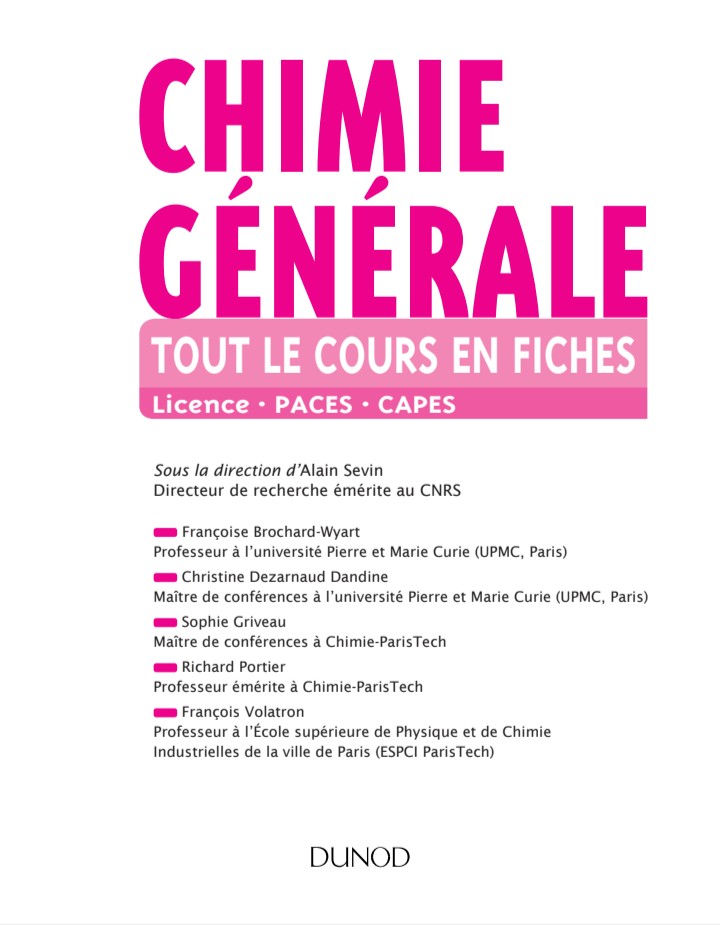 CHIMIE
GÉNÉRALE
TOUT LE COURS EN FICHES
Licence • PACES • CAPES
Sous la direction d’Alain Sevin
Directeur de recherche émérite au CNRS
Françoise Brochard-Wyart
Professeur à l’université Pierre et Marie Curie (UPMC, Paris)
Christine Dezarnaud Dandine
Maître de conférences à l’université Pierre et Marie Curie (UPMC, Paris)
Sophie Griveau
Maître de conférences à Chimie-ParisTech
Richard Portier
Professeur émérite à Chimie-ParisTech
François Volatron
Professeur à l’École supérieure de Physique et de Chimie
Industrielles de la ville de Paris (ESPCI ParisTech)
DUNOD